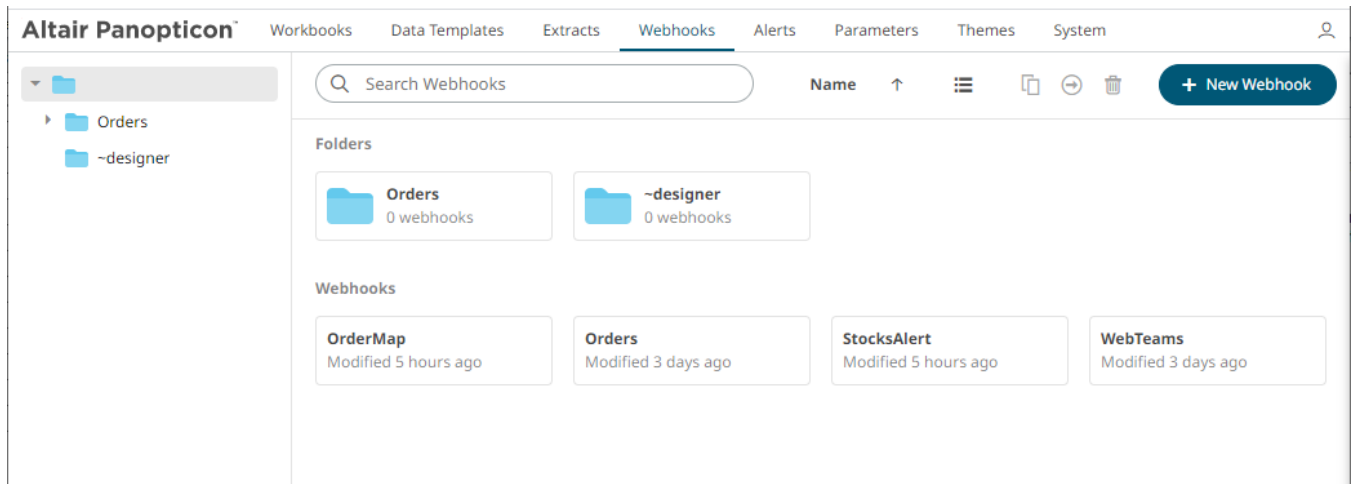 Altair Panopticon™ Workbooks Data Templates Extracts Webhooks Alerts Parameters Themes System
Orders
~designer
Search Webhooks Name + New Webhook
Folders
Orders ~designer
0 webhooks 0 webhooks
Webhooks
OrderMap Orders StocksAlert WebTeams
Modified 5 hours ago Modified 3 days ago Modified 5 hours ago Modified 3 days ago